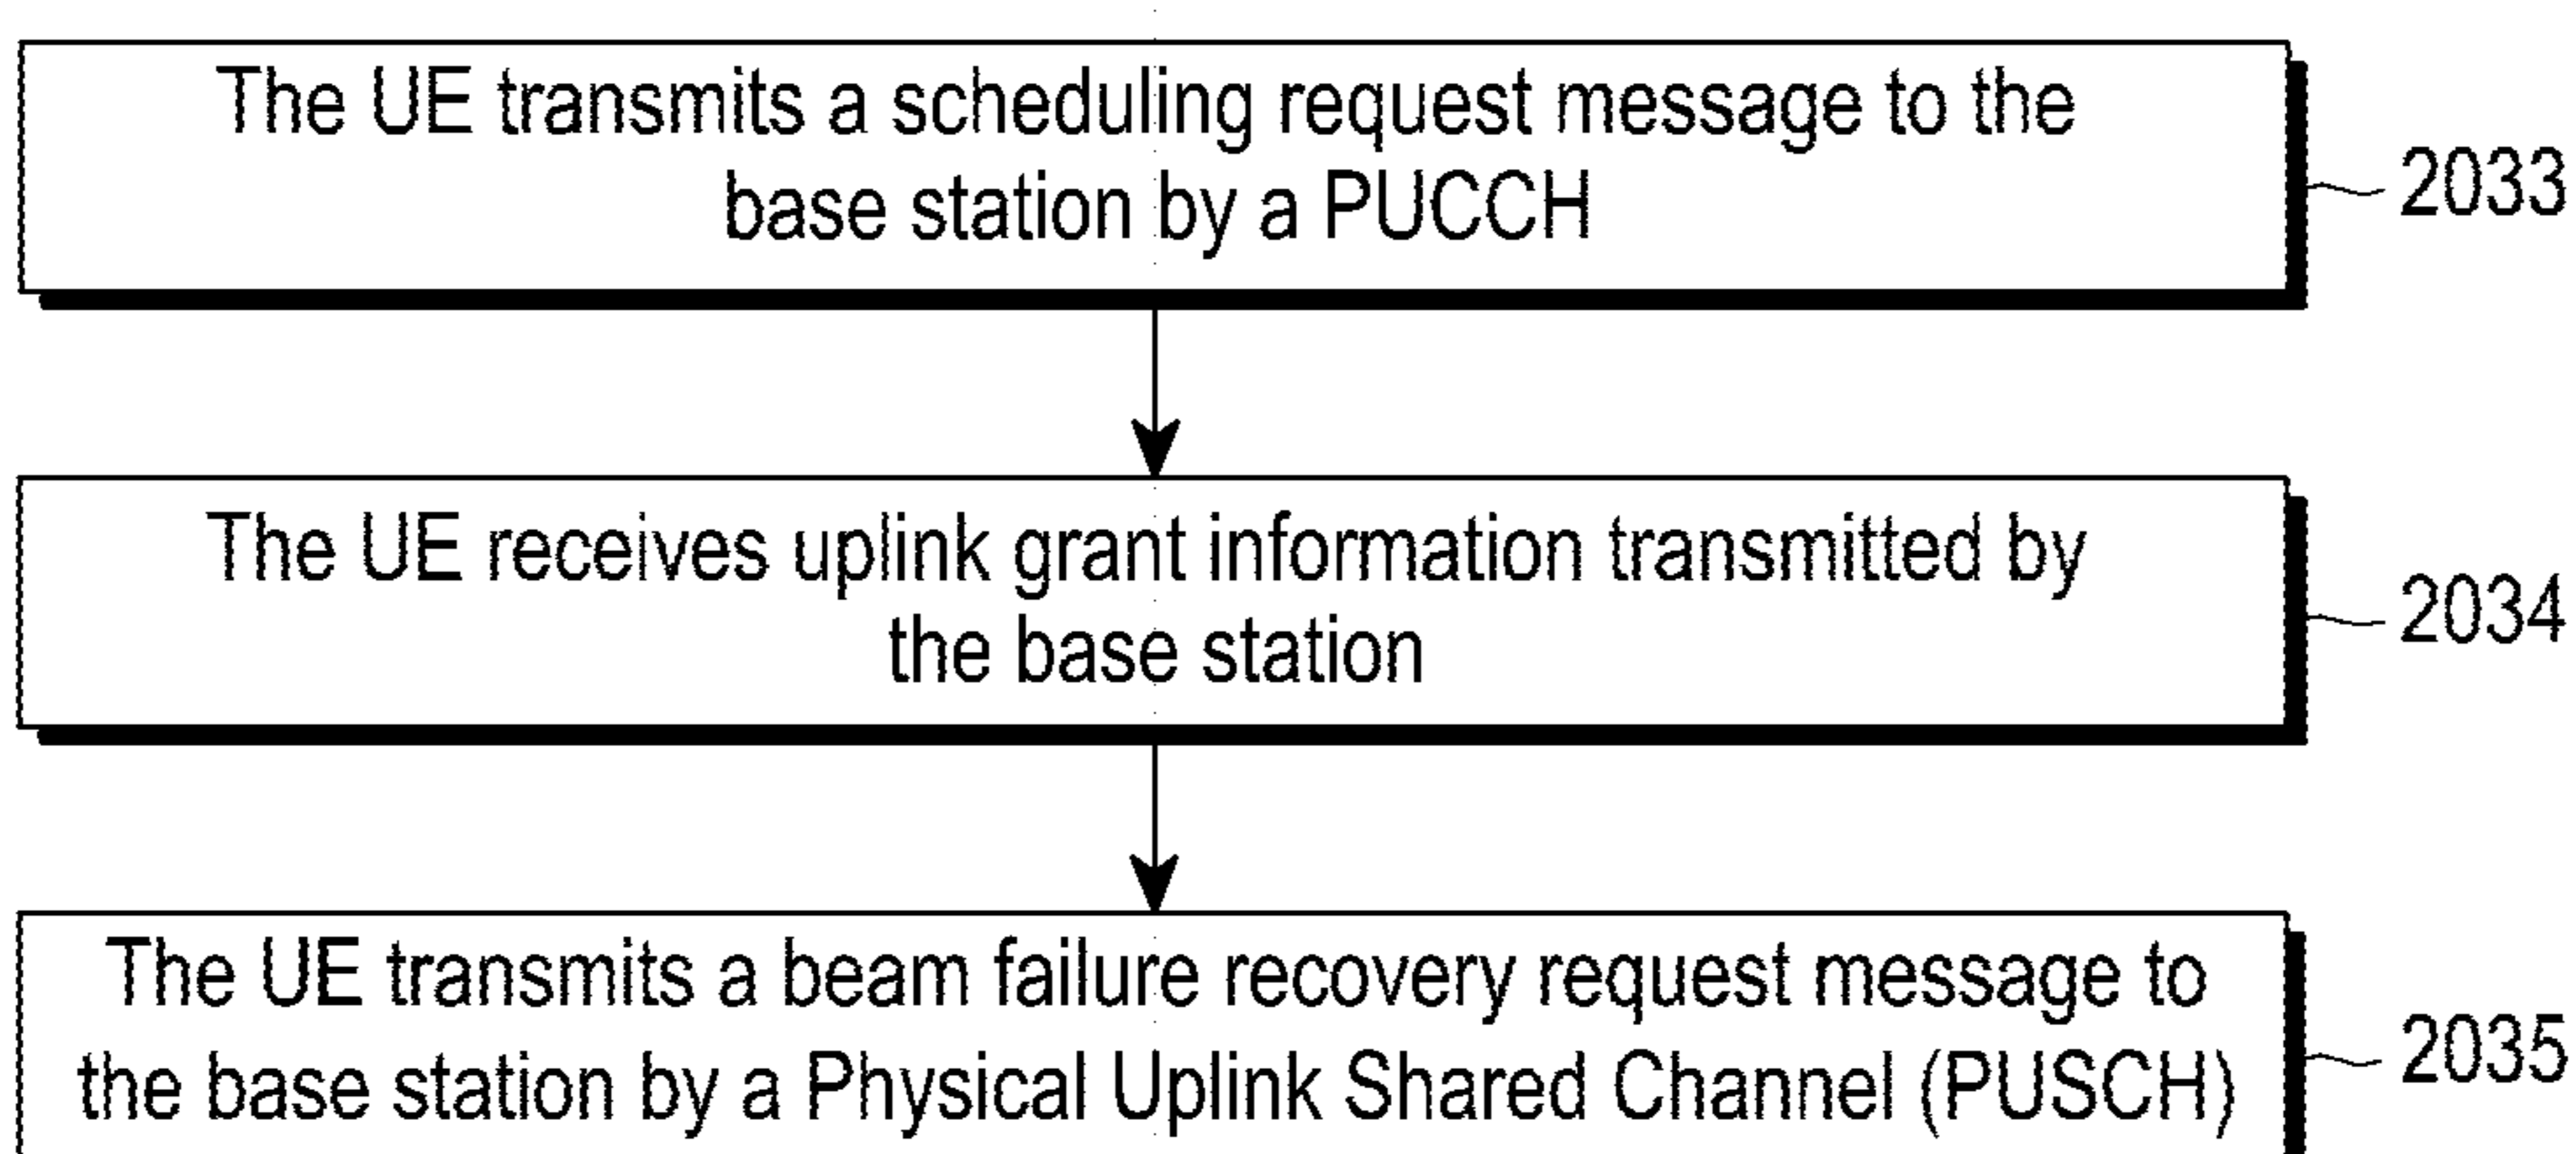 The UE transmits a scheduling request message to the
base station by a PUCCH
2033
The UE receives uplink grant information transmitted by
the base station
2034
The UE transmits a beam failure recovery request message to
the base station by a Physical Uplink Shared Channel (PUSCH)
2035